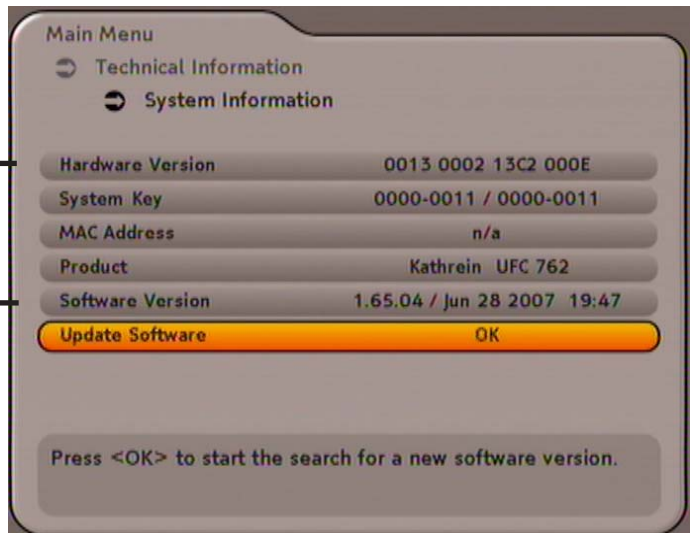 Main Menu
Technical Information
System Information
Hardware Version 0013 0002 13C2 000E
System Key 0000-0011 / 0000-0011
MAC Address n/a
Product Kathrein UFC 762
Software Version 1.65.04 / Jun 28 2007 19:47
Update Software OK
Press <OK> to start the search for a new software version.